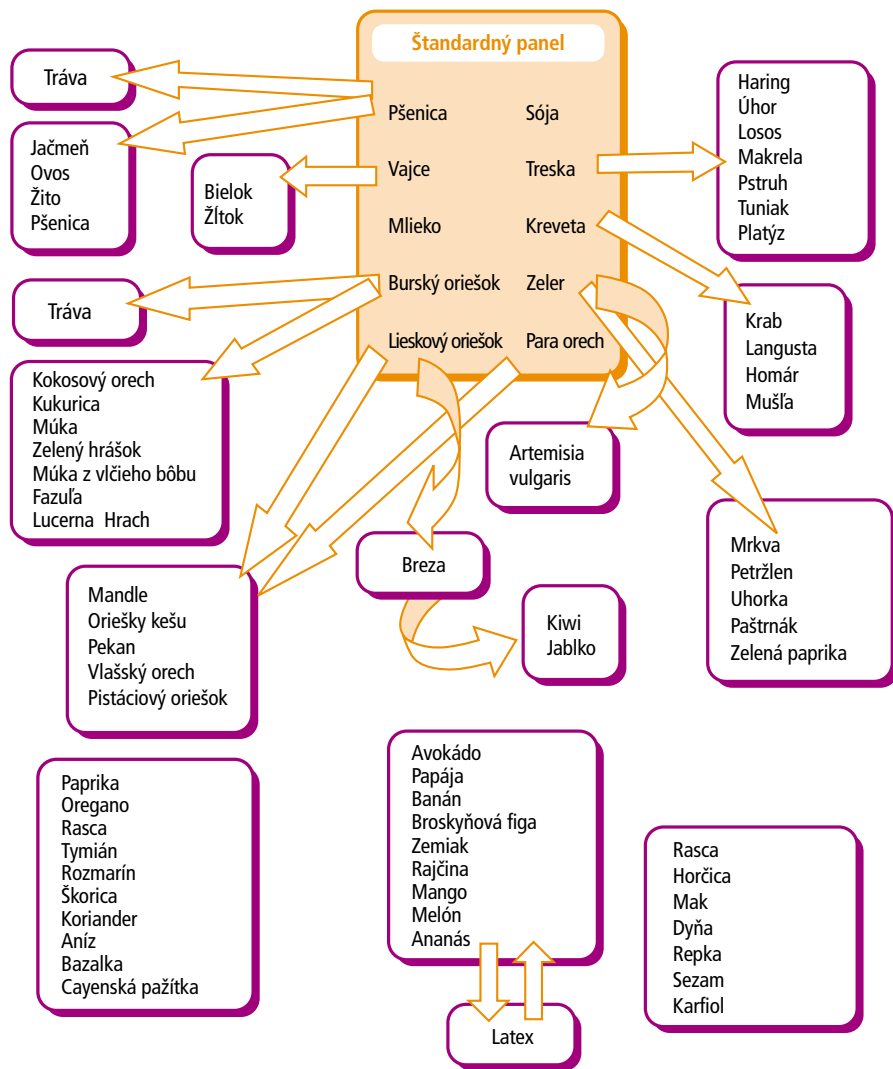 Štandardný panel
Pšenica
Sója
Vajce
Treska
Mlieko
Kreveta
Burský oriešok
Zeler
Lieskový oriešok
Para orech
Tráva
Jačmeň
Ovos
Žito
Pšenica
Bielok
Žĺtok
Haring
Úhor
Losos
Makrela
Pstruh
Tuniak
Platýz
Tráva
Krab
Langusta
Homár
Mušľa
Kokosový orech
Kukurica
Múka
Zelený hrášok
Múka z vlčieho bôbu
Fazuľa
Lucerna Hrach
Artemisia
vulgaris
Mrkva
Petržlen
Uhorka
Paštrnák
Zelená paprika
Breza
Mandle
Oriešky kešu
Pekan
Vlašský orech
Pistáciový oriešok
Kiwi
Jablko
Paprika
Oregano
Rasca
Tymián
Rozmarín
Škorica
Koriander
Aníz
Bazalka
Cayenská pažítka
Avokádo
Papája
Banán
Broskyňová figa
Zemiak
Rajčina
Mango
Melón
Ananás
Rasca
Horčica
Mak
Dyňa
Repka
Sezam
Karfiol
Latex